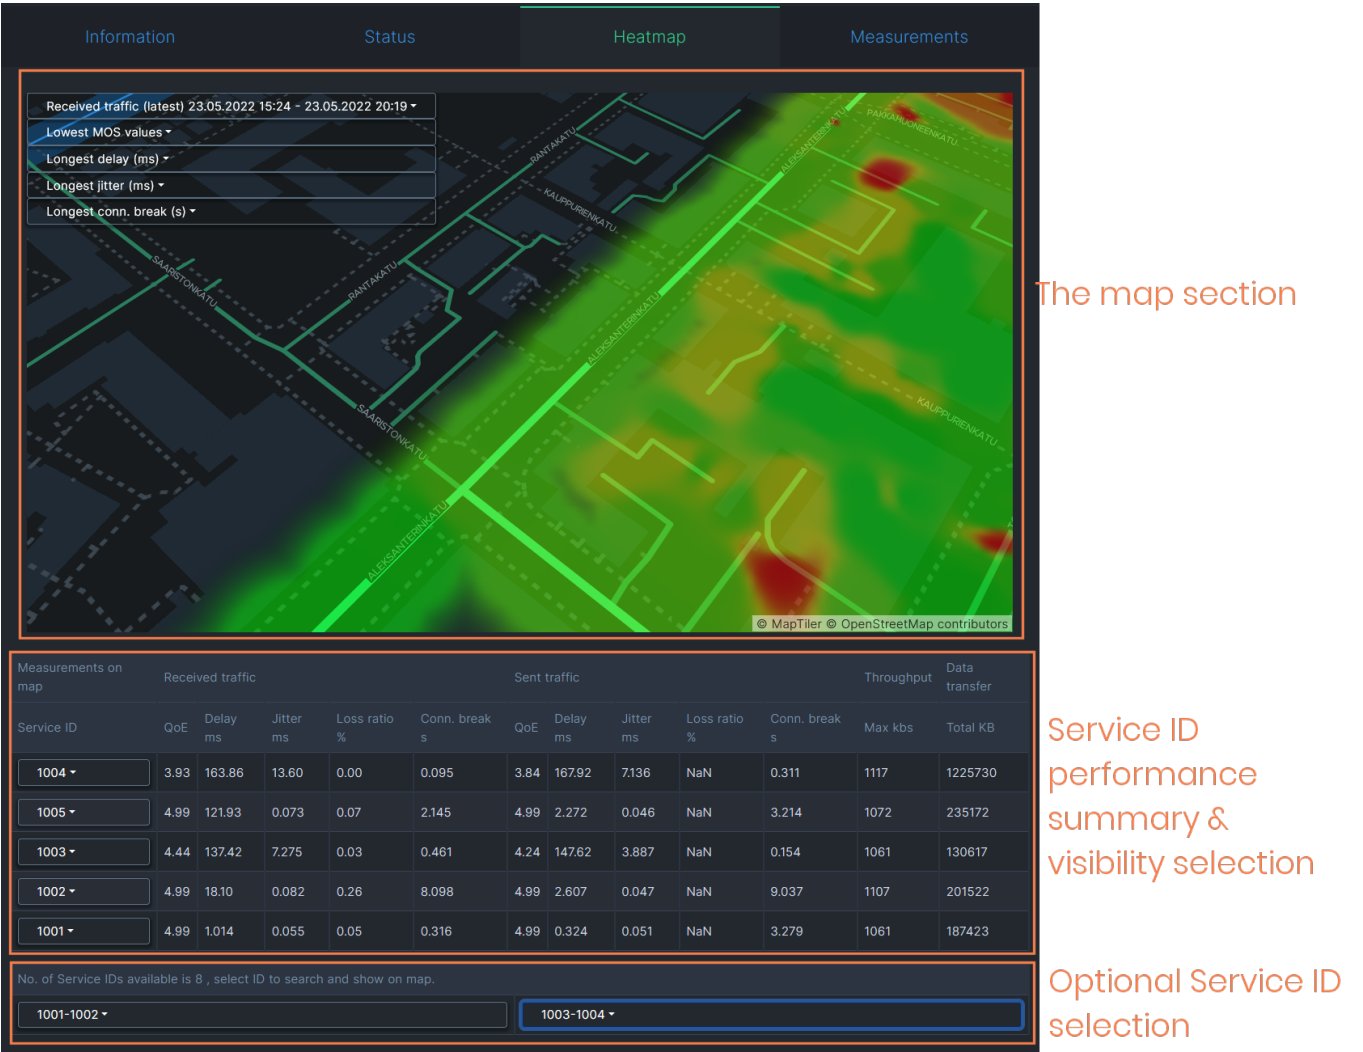 Information Status Heatmap Measurements
Received traffic (latest) 23.05.2022 15:24 - 23.05.2022 20:19
Lowest MOS values
Longest delay (ms)
Longest jitter (ms)
Longest conn. break (s)
RANTAKATU
ALEKSANTERINKATU
PAKKAHUONEENKATU
KAUPPURIENKATU
SAARISTONKATU
RANTAKATU
ALEKSANTERINKATU
SAARISTONKATU
KAUPPURIENKATU
ALEKSANTERINKATU
© MapTiler © OpenStreetMap contributors
The map section
Measurements on map Received traffic Sent traffic Throughput Data transfer
Service ID QoE Delay ms Jitter ms Loss ratio % Conn. break s QoE Delay ms Jitter ms Loss ratio % Conn. break s Max kbs Total KB
1004 3.93 163.86 13.60 0.00 0.095 3.84 167.92 7.136 NaN 0.311 1117 1225730
1005 4.99 121.93 0.073 0.07 2.145 4.99 2.272 0.046 NaN 3.214 1072 235172
1003 4.44 137.42 7.275 0.03 0.461 4.24 147.62 3.887 NaN 0.154 1061 130617
1002 4.99 18.10 0.082 0.26 8.098 4.99 2.607 0.047 NaN 9.037 1107 201522
1001 4.99 1.014 0.055 0.05 0.316 4.99 0.324 0.051 NaN 3.279 1061 187423
Service ID
performance
summary &
visibility selection
No. of Service IDs available is 8 , select ID to search and show on map.
1001-1002 1003-1004
Optional Service ID
selection